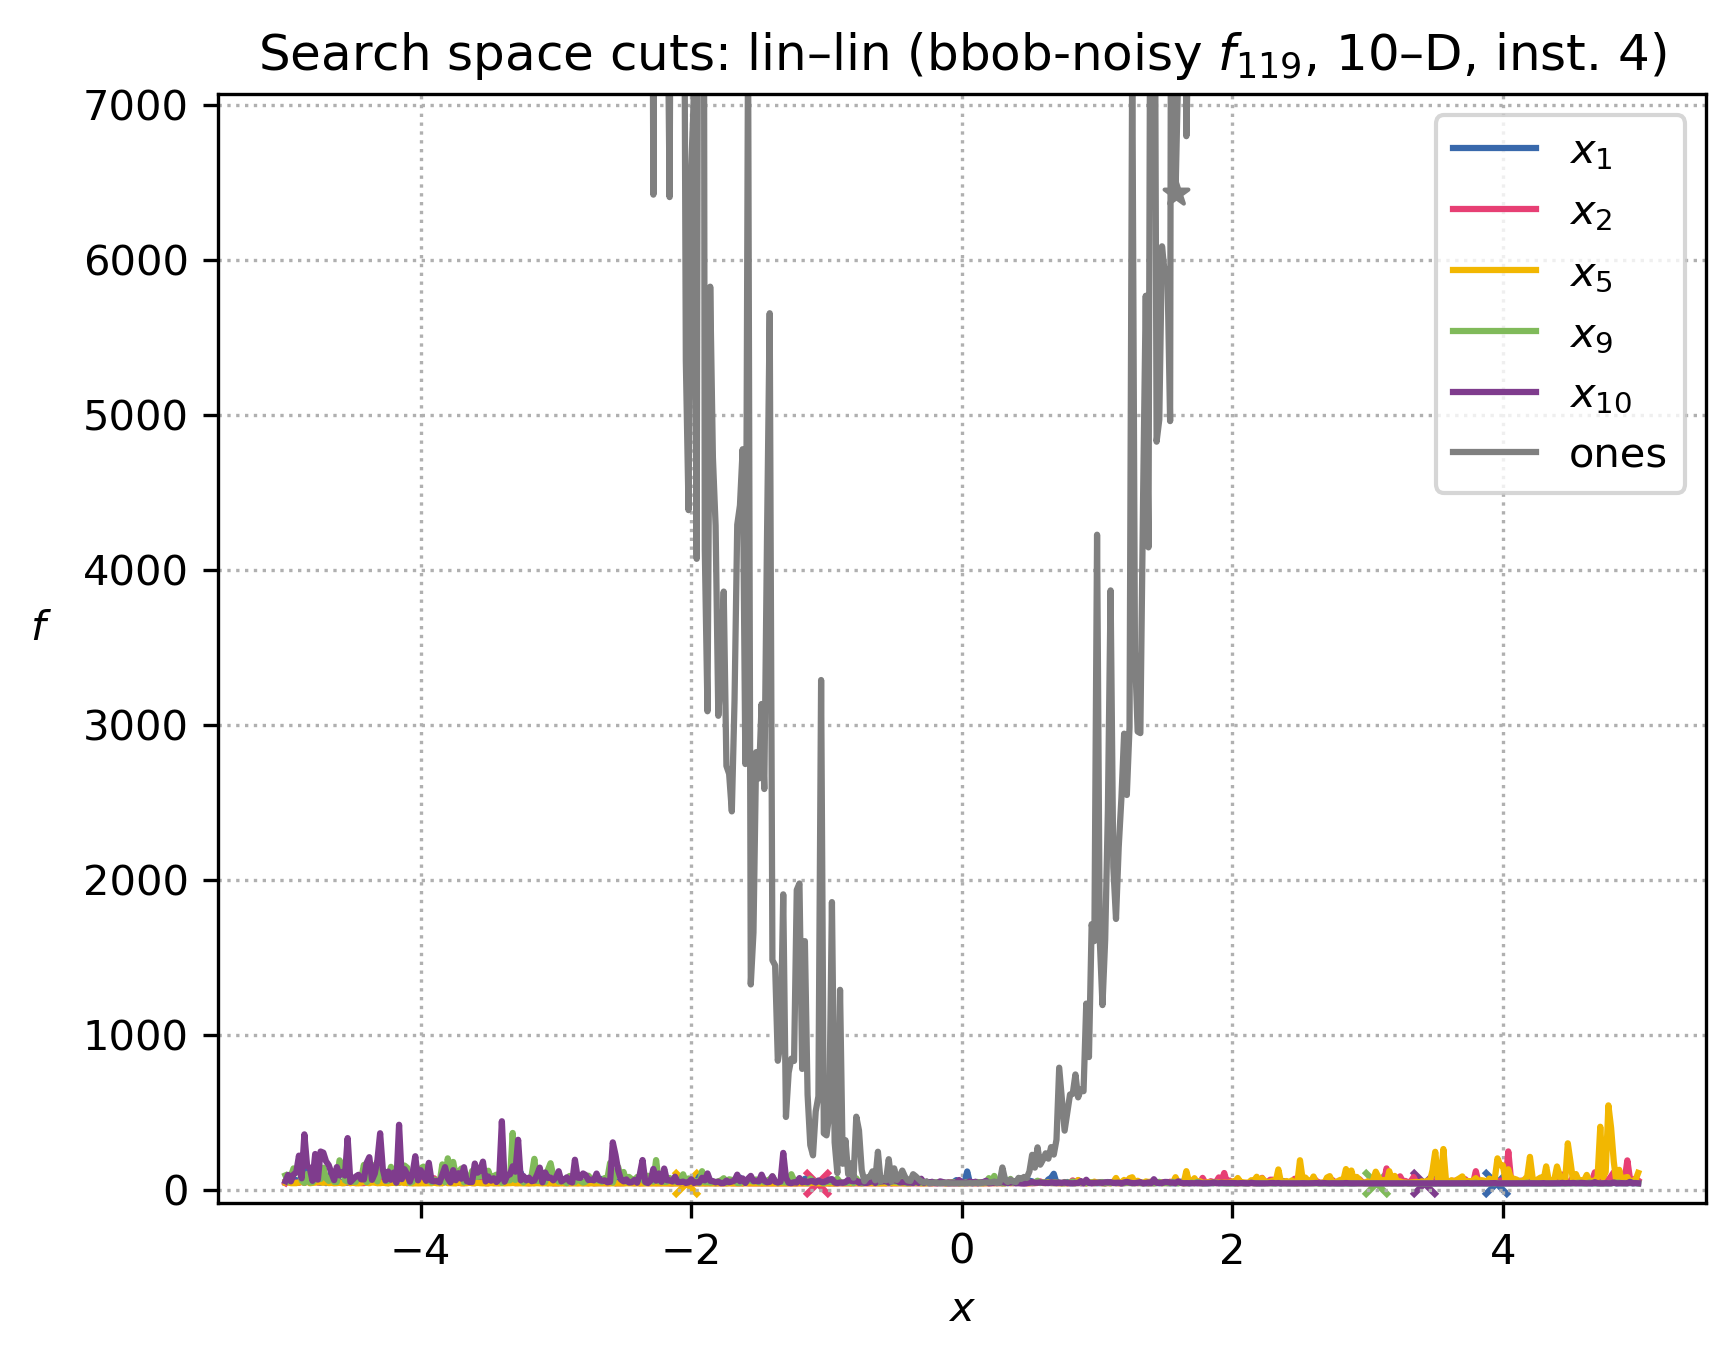 Search space cuts: lin–lin (bbob-noisy f119, 10–D, inst. 4)
7000
6000
5000
4000
3000
2000
1000
0
f
x1
x2
x5
x9
x10
ones
−4 −2 0 2 4
x